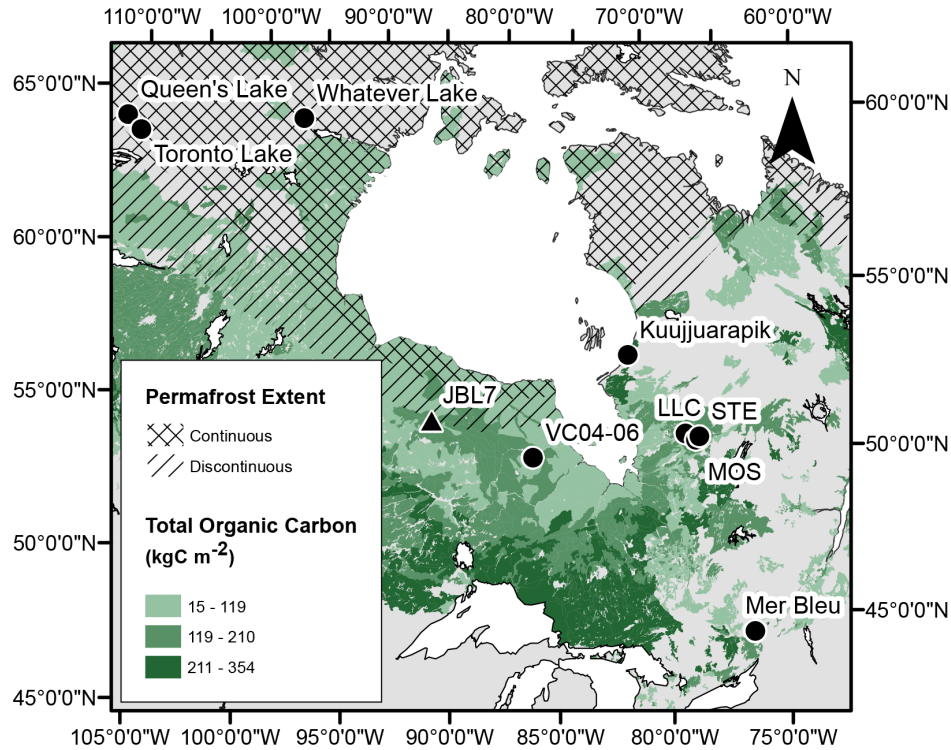 110°0'0"W 100°0'0"W 90°0'0"W 80°0'0"W 70°0'0"W 60°0'0"W
65°0'0"N
60°0'0"N
55°0'0"N
50°0'0"N
45°0'0"N
N
Queen's Lake
Whatever Lake
Toronto Lake
Kuujjuarapik
JBL7
LLC
STE
VC04-06
MOS
Mer Bleu
Permafrost Extent
Continuous
Discontinuous
Total Organic Carbon
(kgC m⁻²)
15 - 119
119 - 210
211 - 354
60°0'0"N
55°0'0"N
50°0'0"N
45°0'0"N
105°0'0"W 100°0'0"W 95°0'0"W 90°0'0"W 85°0'0"W 80°0'0"W 75°0'0"W